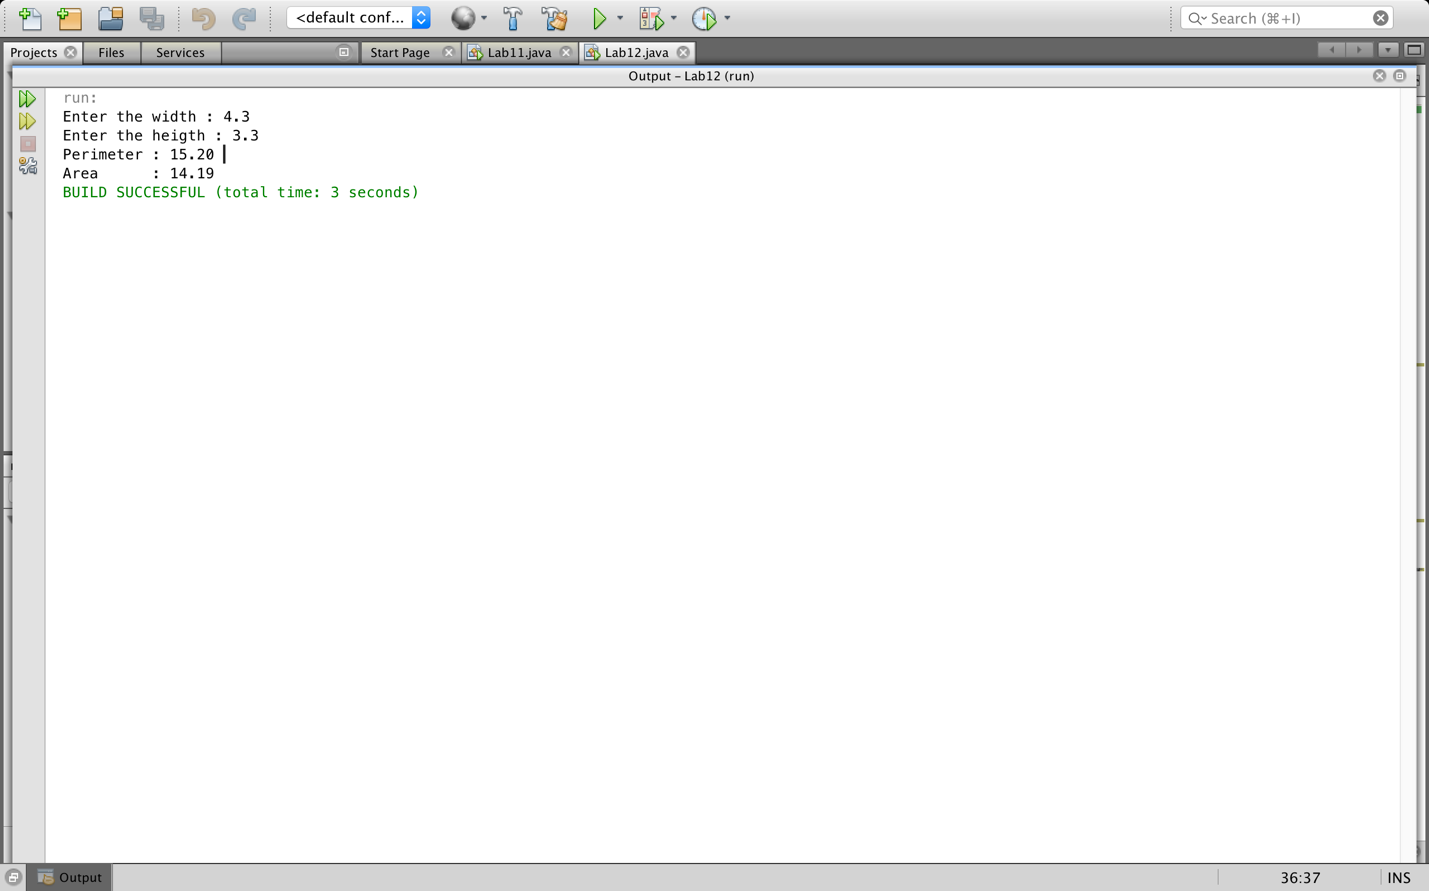 <default conf...
Search (⌘+I)
Projects Files Services Start Page Lab11.java Lab12.java
Output – Lab12 (run)
run:
Enter the width : 4.3
Enter the heigth : 3.3
Perimeter : 15.20
Area      : 14.19
BUILD SUCCESSFUL (total time: 3 seconds)
Output 36:37 INS